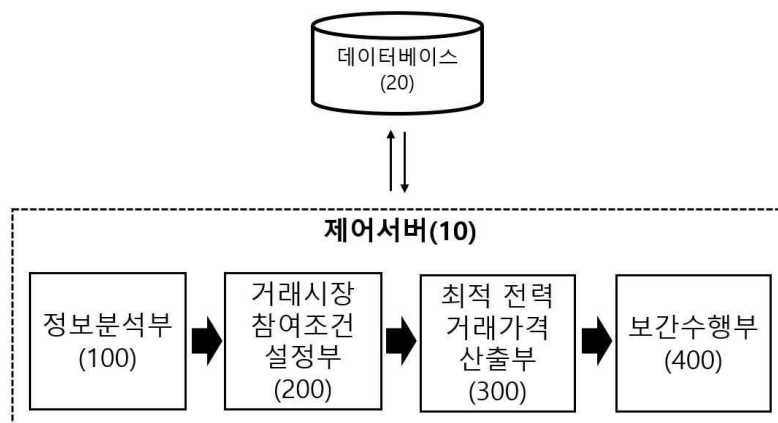 데이터베이스
(20)
제어서버(10)
정보분석부
(100)
거래시장
참여조건
설정부
(200)
최적 전력
거래가격
산출부
(300)
보간수행부
(400)